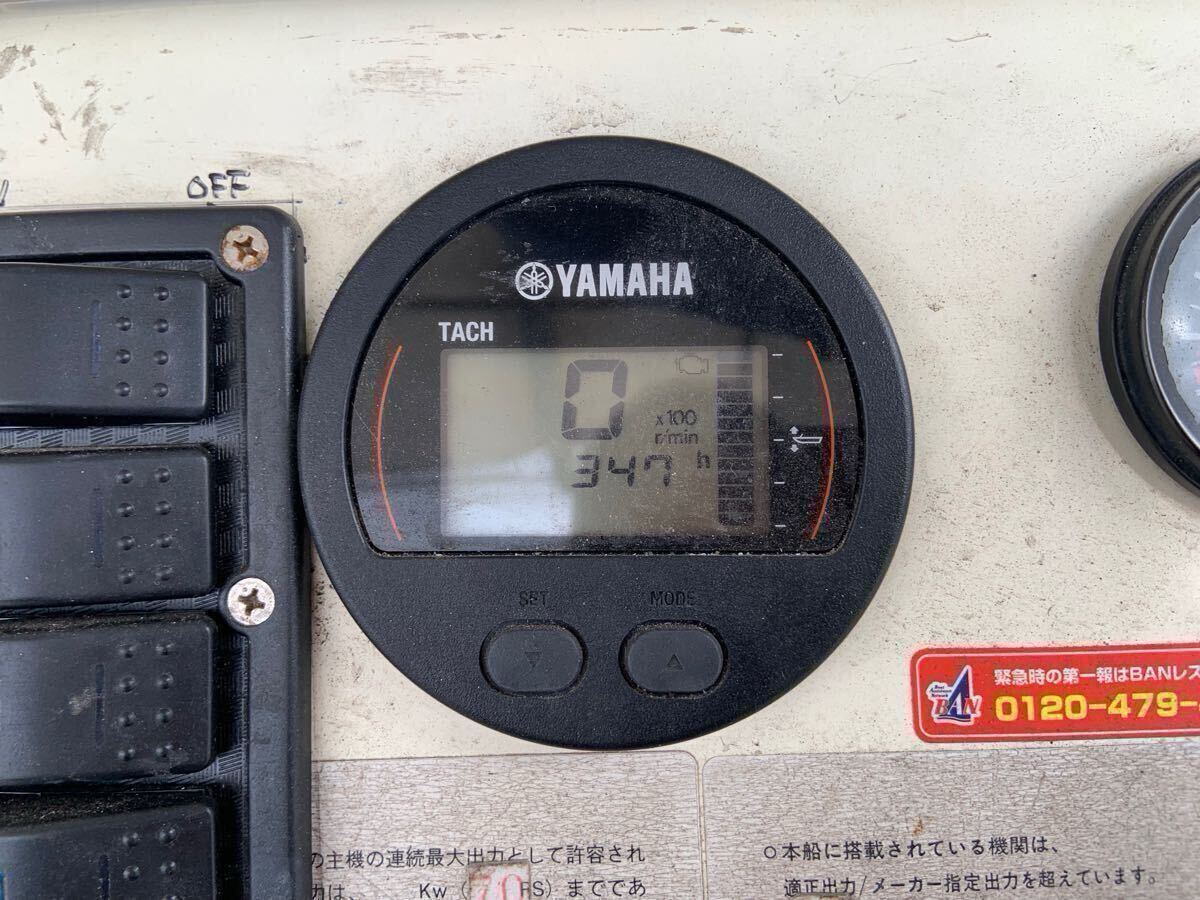 OFF
YAMAHA
TACH
0
x100
r/min
347 h
SET
MODE
緊急時の第一報はBANレス
BAN
0120-479-
の主機の連続最大出力として許容され
力は、 Kw ( 70 PS) までであ
○本船に搭載されている機関は、
適正出力/メーカー指定出力を超えています。